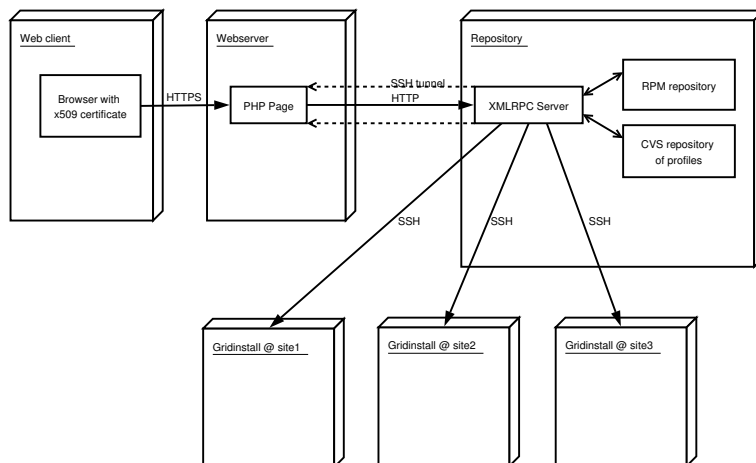 Web client
Webserver
Repository
Browser with
x509 certificate
HTTPS
PHP Page
SSH tunnel
HTTP
XMLRPC Server
RPM repository
CVS repository
of profiles
SSH
SSH
SSH
Gridinstall @ site1
Gridinstall @ site2
Gridinstall @ site3